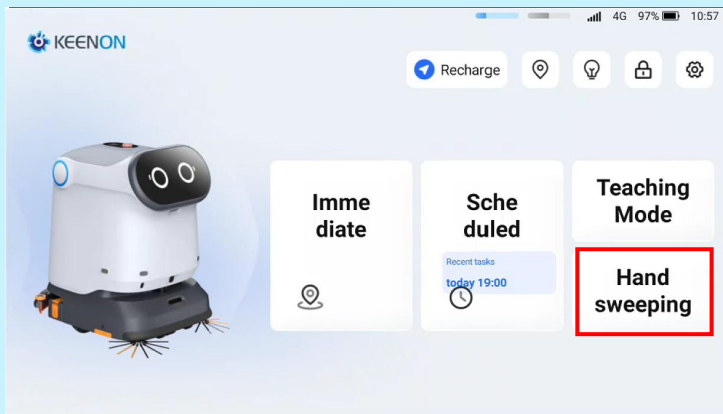 4G 97% 10:57
KEENON
Recharge
Imme
diate
Sche
duled
Recent tasks
today 19:00
Teaching
Mode
Hand
sweeping